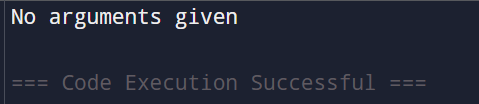 No arguments given
=== Code Execution Successful ===